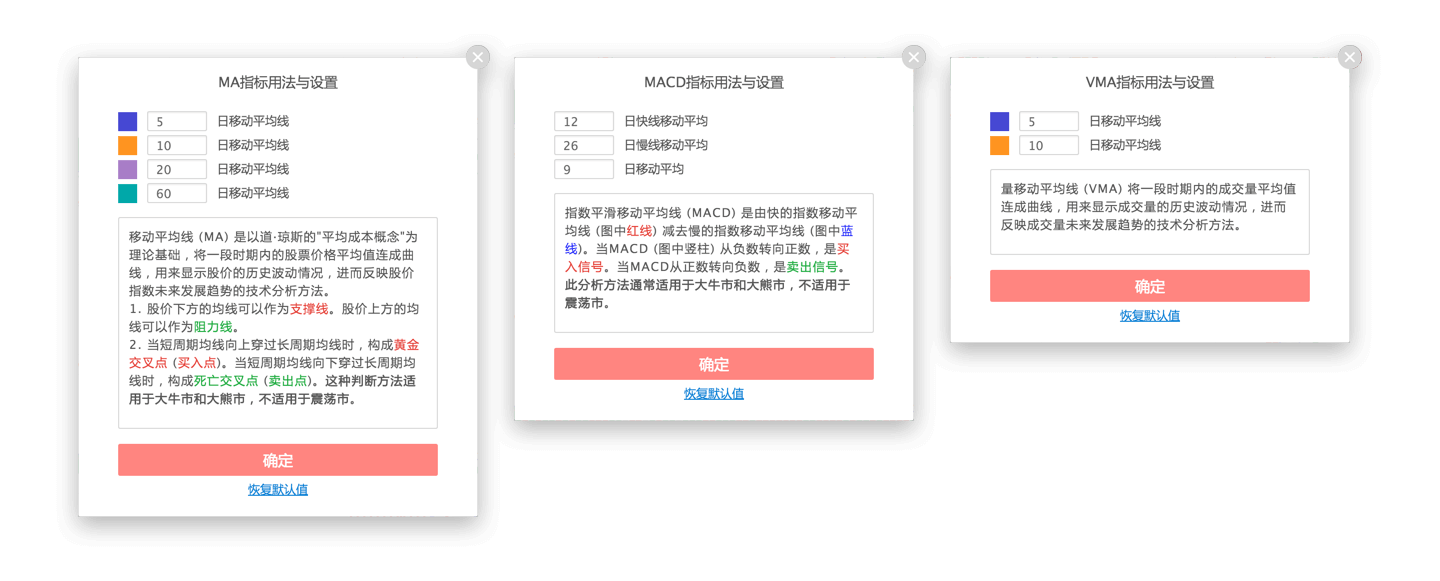 MA指标用法与设置
5 日移动平均线
10 日移动平均线
20 日移动平均线
60 日移动平均线
移动平均线 (MA) 是以道·琼斯的"平均成本概念"为
理论基础，将一段时期内的股票价格平均值连成曲
线，用来显示股价的历史波动情况，进而反映股价
指数未来发展趋势的技术分析方法。
1. 股价下方的均线可以作为支撑线。股价上方的均
线可以作为阻力线。
2. 当短周期均线向上穿过长周期均线时，构成黄金
交叉点 (买入点)。当短周期均线向下穿过长周期均
线时，构成死亡交叉点 (卖出点)。这种判断方法适
用于大牛市和大熊市，不适用于震荡市。
确定
恢复默认值
MACD指标用法与设置
12 日快线移动平均
26 日慢线移动平均
9 日移动平均
指数平滑移动平均线 (MACD) 是由快的指数移动平
均线 (图中红线) 减去慢的指数移动平均线 (图中蓝
线)。当MACD (图中竖柱) 从负数转向正数，是买
入信号。当MACD从正数转向负数，是卖出信号。
此分析方法通常适用于大牛市和大熊市，不适用于
震荡市。
确定
恢复默认值
VMA指标用法与设置
5 日移动平均线
10 日移动平均线
量移动平均线 (VMA) 将一段时期内的成交量平均值
连成曲线，用来显示成交量的历史波动情况，进而
反映成交量未来发展趋势的技术分析方法。
确定
恢复默认值